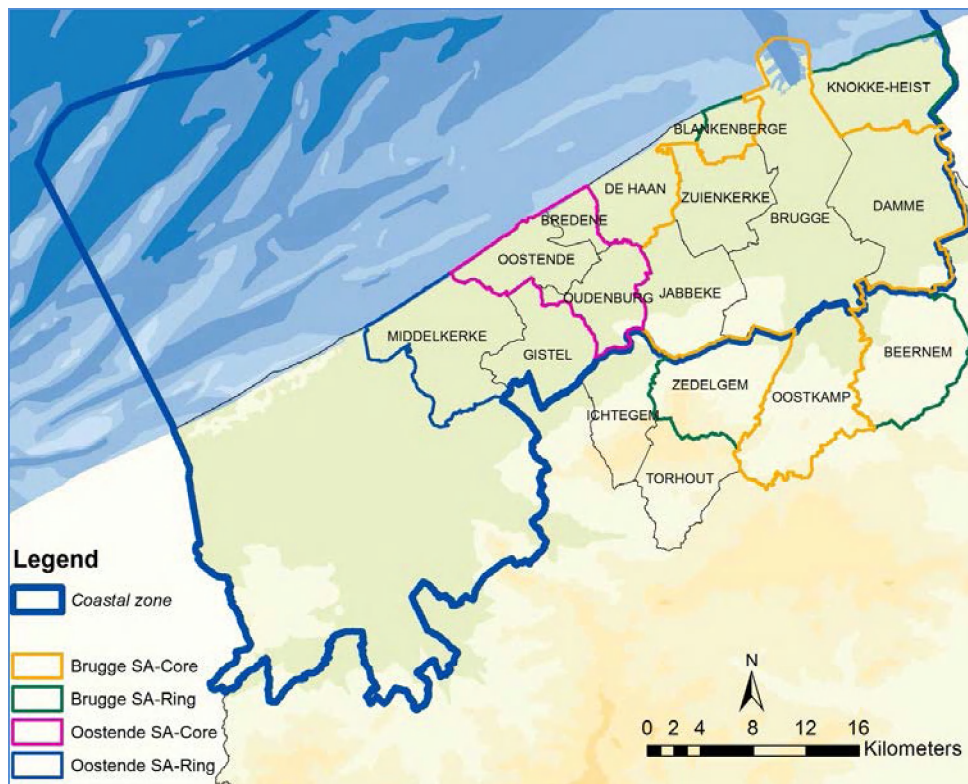 KNOKKE-HEIST
BLANKENBERGE
DE HAAN
ZUIENKERKE
BRUGGE
DAMME
BREDENE
OOSTENDE
OUDENBURG
JABBEKE
MIDDELKERKE
GISTEL
BEERNEM
ZEDELGEM
OOSTKAMP
ICHTEGEM
TORHOUT
Legend
Coastal zone
Brugge SA-Core
Brugge SA-Ring
Oostende SA-Core
Oostende SA-Ring
N
0 2 4 8 12 16
Kilometers